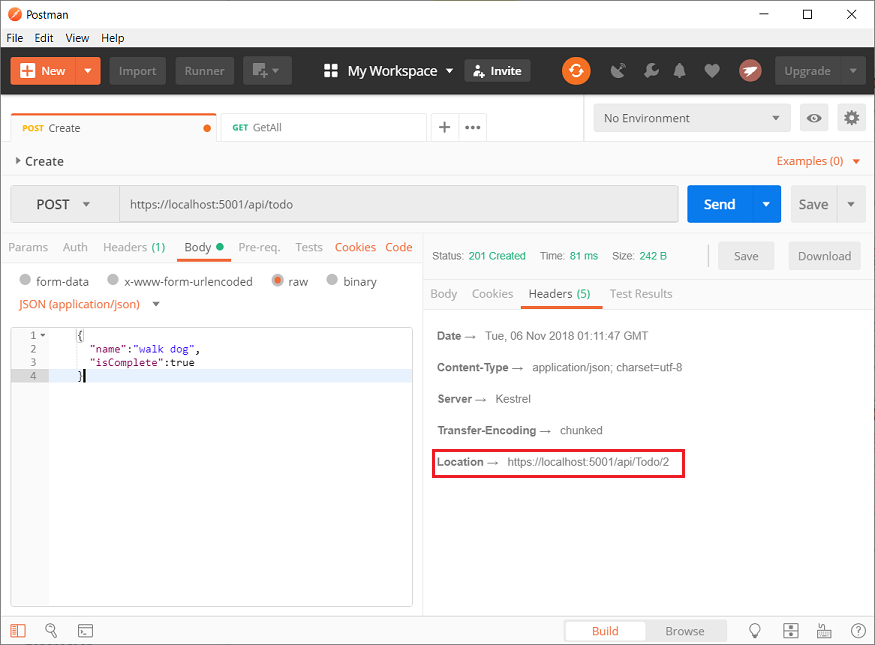 Postman
File Edit View Help
New Import Runner My Workspace Invite Upgrade
POST Create GET GetAll No Environment
Create Examples (0)
POST https://localhost:5001/api/todo Send Save
Params Auth Headers (1) Body Pre-req. Tests Cookies Code
form-data x-www-form-urlencoded raw binary
JSON (application/json)
1 {
2 "name":"walk dog",
3 "isComplete":true
4 }
Status: 201 Created Time: 81 ms Size: 242 B Save Download
Body Cookies Headers (5) Test Results
Date → Tue, 06 Nov 2018 01:11:47 GMT
Content-Type → application/json; charset=utf-8
Server → Kestrel
Transfer-Encoding → chunked
Location → https://localhost:5001/api/Todo/2
Build Browse